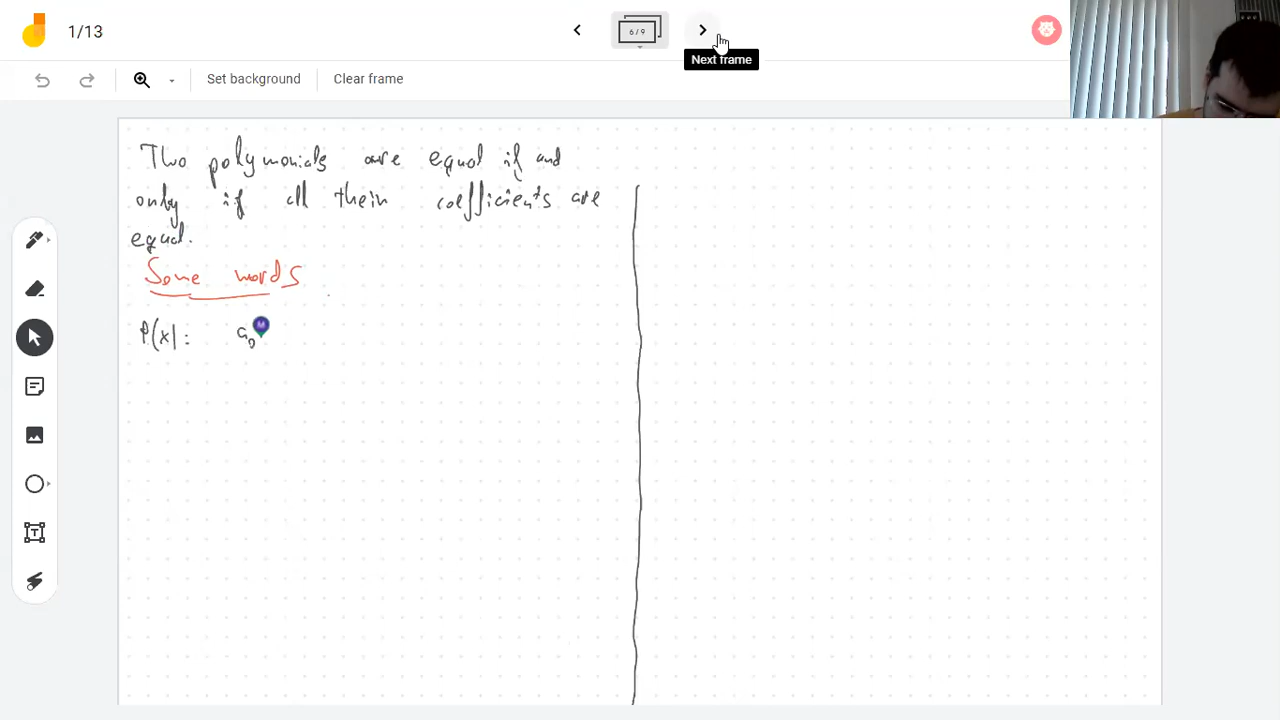 1/13
6/9
Next frame
Set background
Clear frame
Two polynomials are equal if and
only if all their coefficients are
equal.
Some words
P(x):   a₀
M